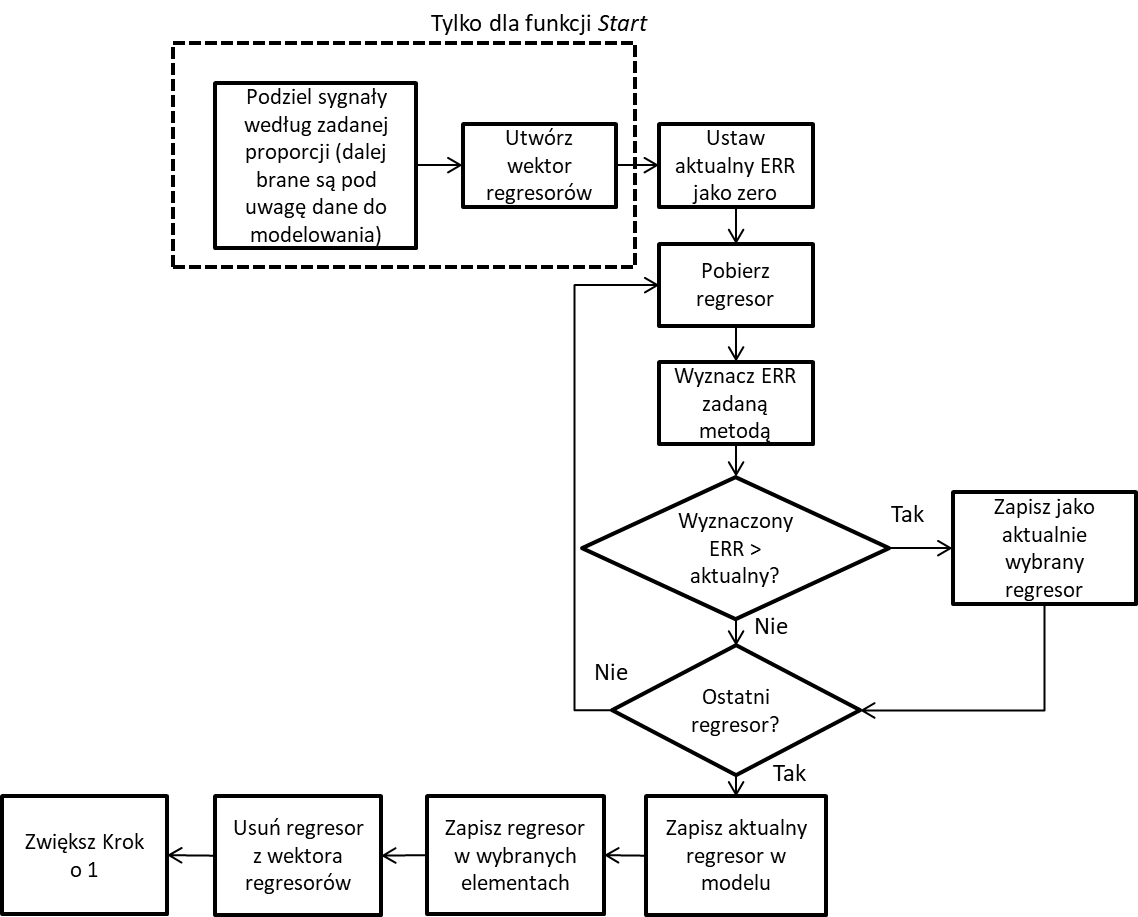 Tylko dla funkcji Start
Podziel sygnały
według zadanej
proporcji (dalej
brane są pod
uwagę dane do
modelowania)
Utwórz
wektor
regresorów
Ustaw
aktualny ERR
jako zero
Pobierz
regresor
Wyznacz ERR
zadaną
metodą
Wyznaczony
ERR >
aktualny?
Tak
Zapisz jako
aktualnie
wybrany
regresor
Nie
Nie
Ostatni
regresor?
Tak
Zwiększ Krok
o 1
Usuń regresor
z wektora
regresorów
Zapisz regresor
w wybranych
elementach
Zapisz aktualny
regresor w
modelu